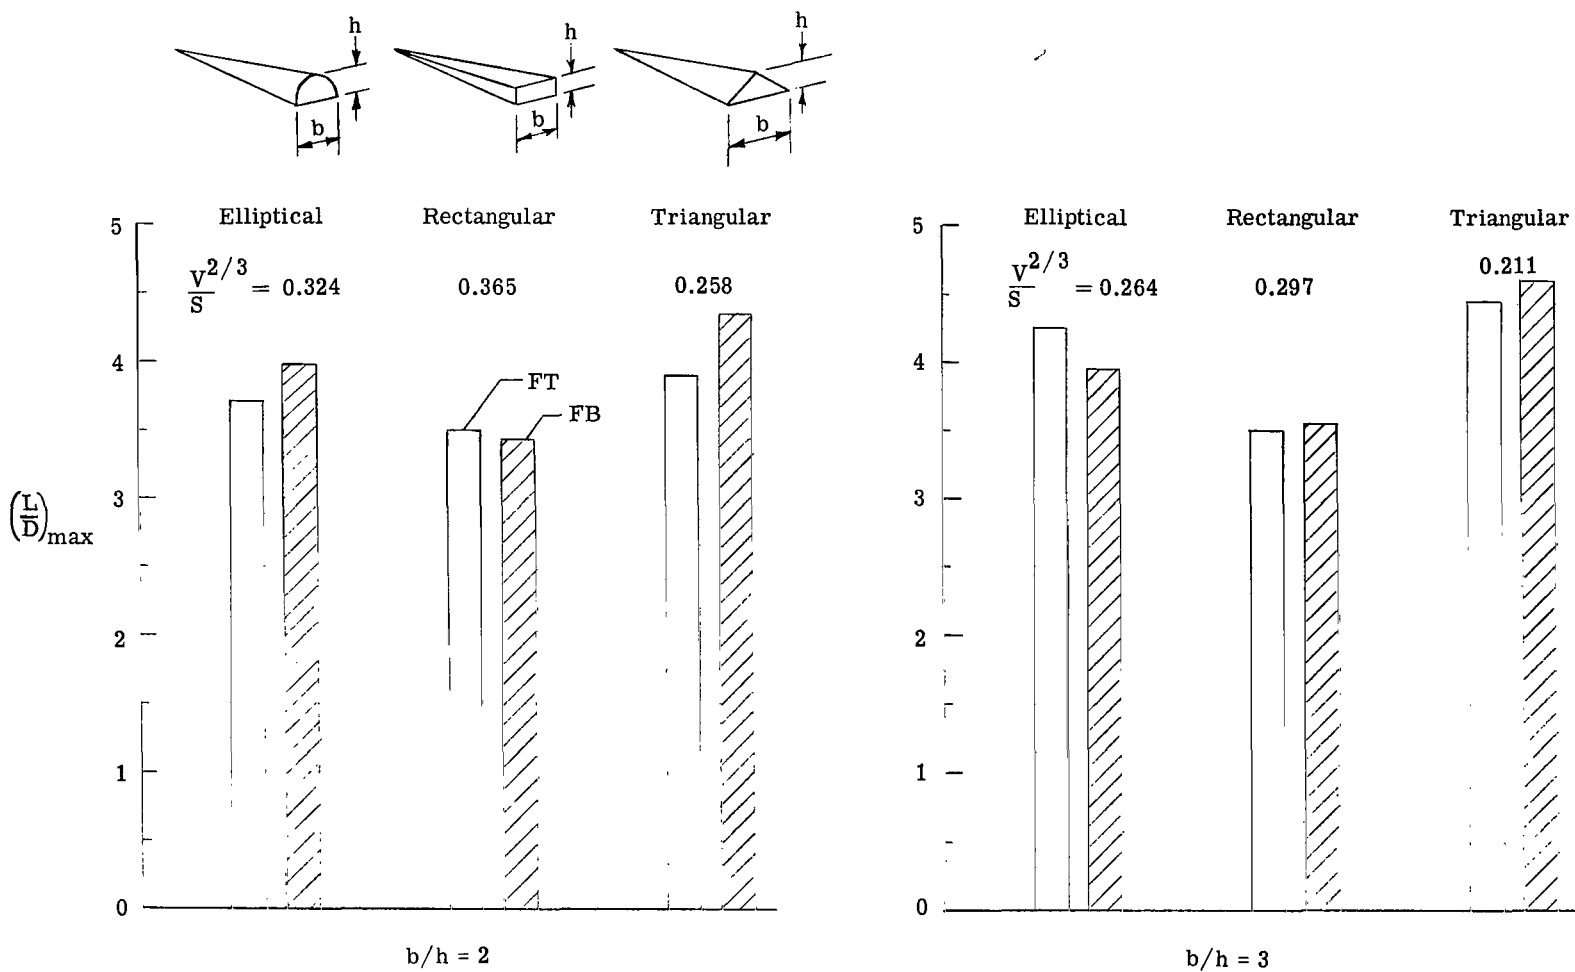 h
h
h
b
b
b
Elliptical Rectangular Triangular
V^2/3 / S = 0.324 0.365 0.258
5
4
3
2
1
0
FT
FB
(L/D)max
b/h = 2
Elliptical Rectangular Triangular
V^2/3 / S = 0.264 0.297 0.211
5
4
3
2
1
0
b/h = 3